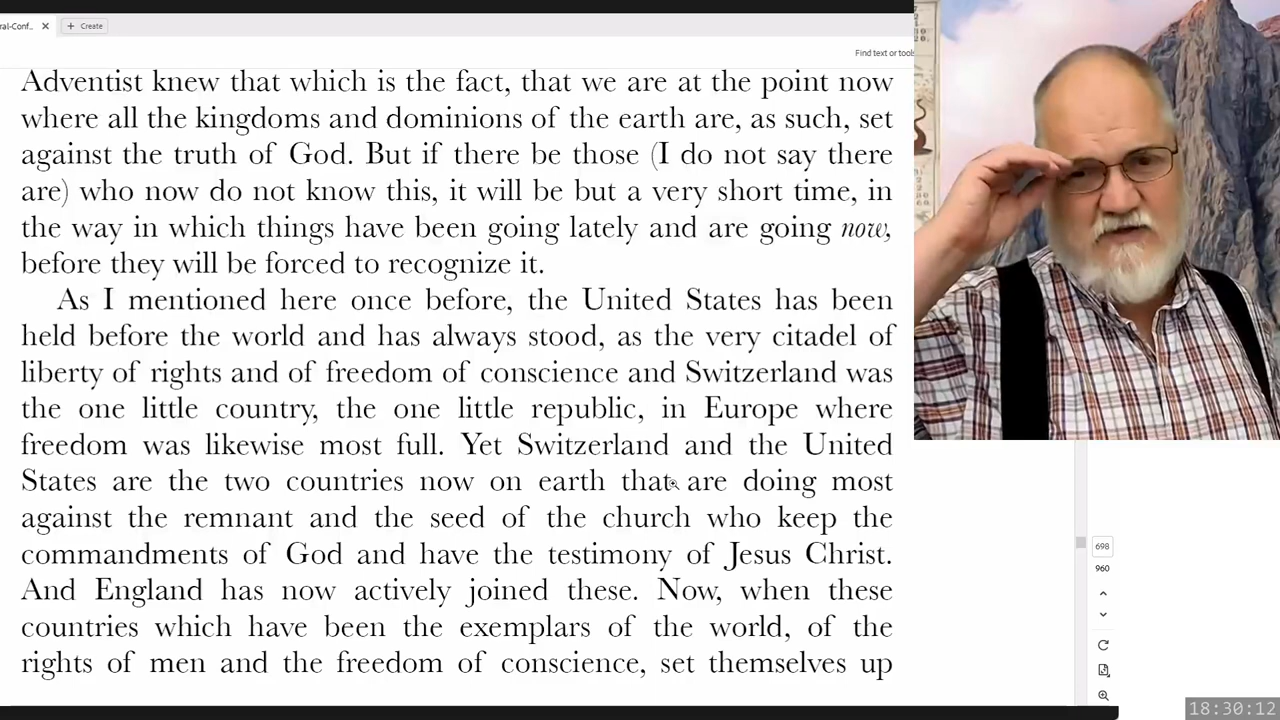 ral-Conf...
Create
Find text or tools
Adventist knew that which is the fact, that we are at the point now
where all the kingdoms and dominions of the earth are, as such, set
against the truth of God. But if there be those (I do not say there
are) who now do not know this, it will be but a very short time, in
the way in which things have been going lately and are going now,
before they will be forced to recognize it.
As I mentioned here once before, the United States has been
held before the world and has always stood, as the very citadel of
liberty of rights and of freedom of conscience and Switzerland was
the one little country, the one little republic, in Europe where
freedom was likewise most full. Yet Switzerland and the United
States are the two countries now on earth that are doing most
against the remnant and the seed of the church who keep the
commandments of God and have the testimony of Jesus Christ.
And England has now actively joined these. Now, when these
countries which have been the exemplars of the world, of the
rights of men and the freedom of conscience, set themselves up
698
960
18:30:12